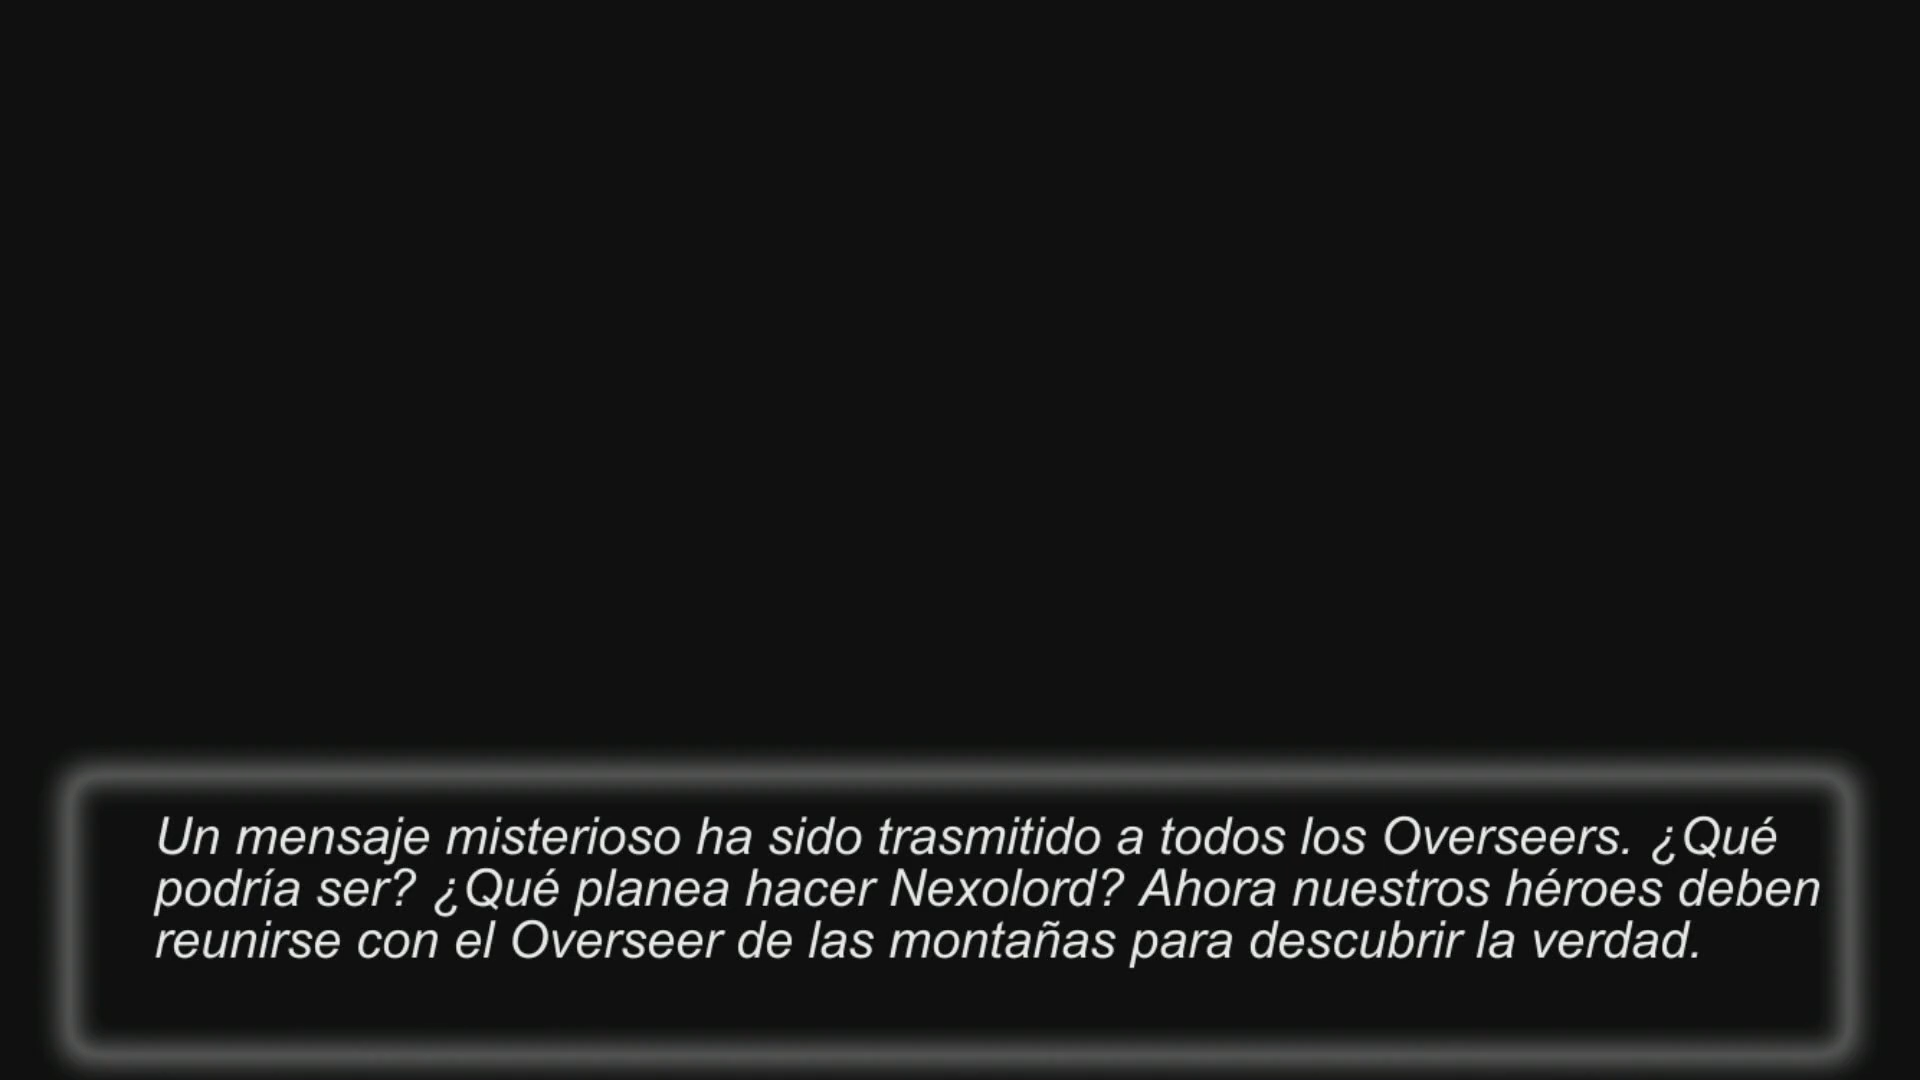 Un mensaje misterioso ha sido trasmitido a todos los Overseers. ¿Qué
podría ser? ¿Qué planea hacer Nexolord? Ahora nuestros héroes deben
reunirse con el Overseer de las montañas para descubrir la verdad.